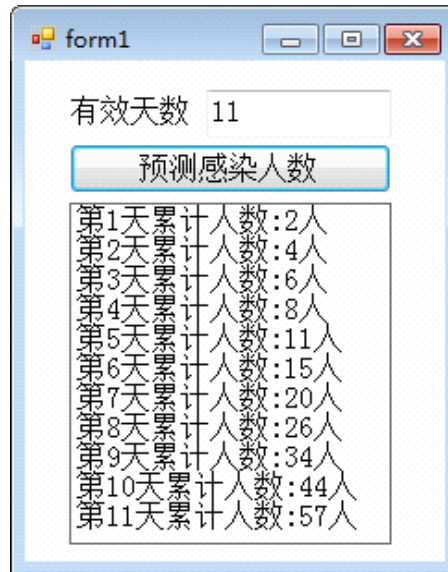 form1
有效天数 11
预测感染人数
第1天累计人数:2人
第2天累计人数:4人
第3天累计人数:6人
第4天累计人数:8人
第5天累计人数:11人
第6天累计人数:15人
第7天累计人数:20人
第8天累计人数:26人
第9天累计人数:34人
第10天累计人数:44人
第11天累计人数:57人